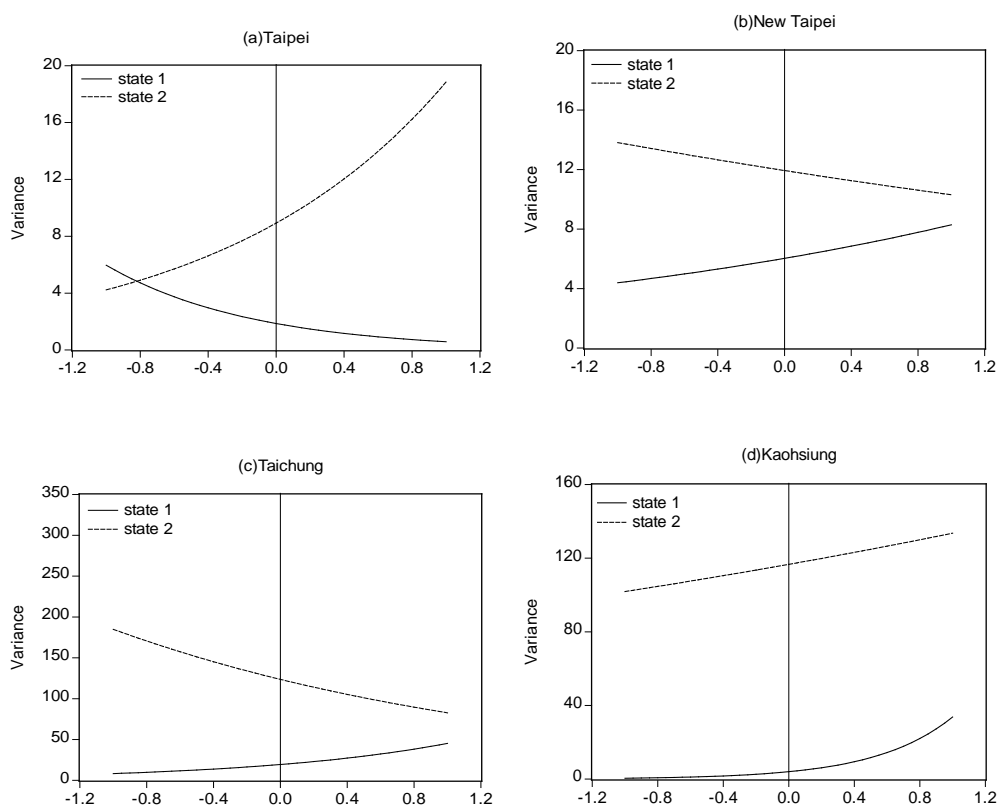 (a)Taipei
20
16
12
8
4
0
Variance
state 1
state 2
-1.2 -0.8 -0.4 0.0 0.4 0.8 1.2
(b)New Taipei
20
16
12
8
4
0
Variance
state 1
state 2
-1.2 -0.8 -0.4 0.0 0.4 0.8 1.2
(c)Taichung
350
300
250
200
150
100
50
0
Variance
state 1
state 2
-1.2 -0.8 -0.4 0.0 0.4 0.8 1.2
(d)Kaohsiung
160
120
80
40
0
Variance
state 1
state 2
-1.2 -0.8 -0.4 0.0 0.4 0.8 1.2